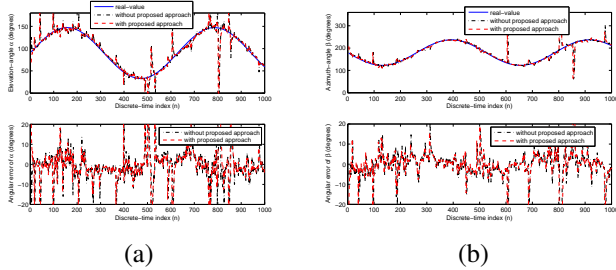 real-value
without proposed approach
with proposed approach
Elevation-angle α (degrees)
150
100
50
0
0 100 200 300 400 500 600 700 800 900 1000
Discrete-time index (n)
without proposed approach
with proposed approach
Angular error of α (degrees)
20
10
0
-10
-20
0 100 200 300 400 500 600 700 800 900 1000
Discrete-time index (n)
(a)
real-value
without proposed approach
with proposed approach
Azimuth-angle β (degrees)
300
200
100
0
0 100 200 300 400 500 600 700 800 900 1000
Discrete-time index (n)
without proposed approach
with proposed approach
Angular error of β (degrees)
20
10
0
-10
-20
0 100 200 300 400 500 600 700 800 900 1000
Discrete-time index (n)
(b)